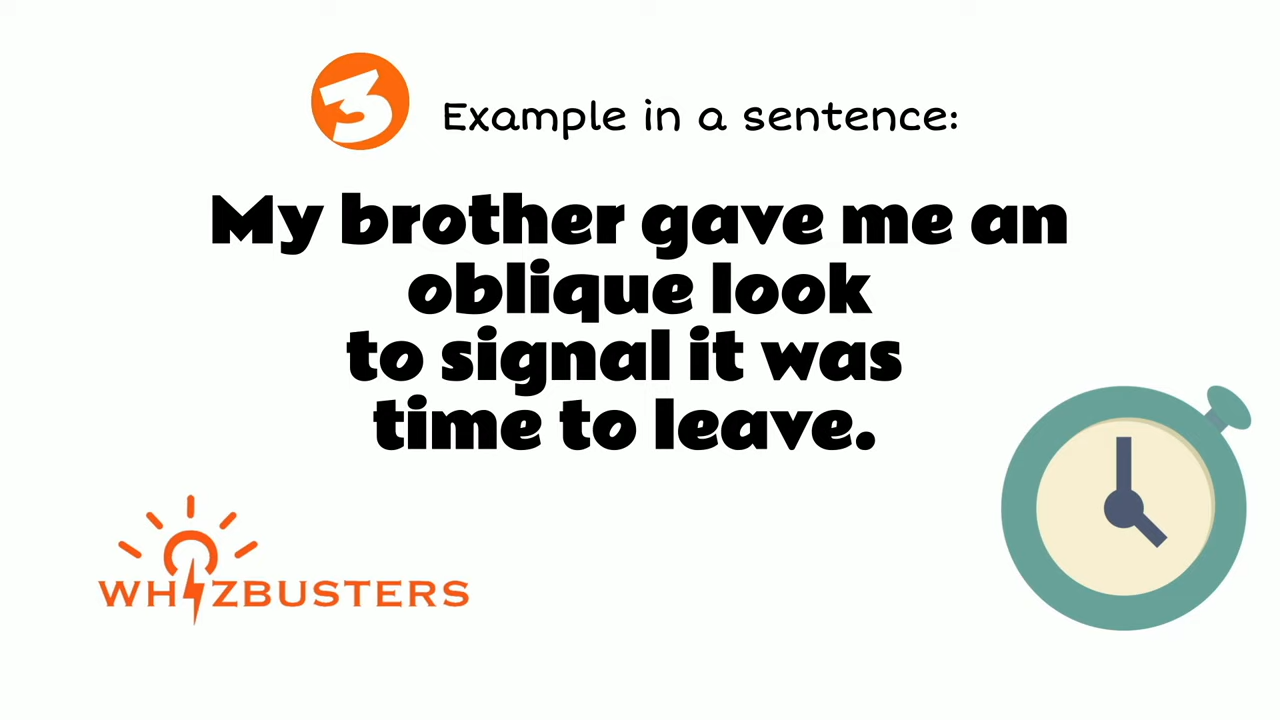 3
Example in a sentence:
My brother gave me an
oblique look
to signal it was
time to leave.
WHIZBUSTERS